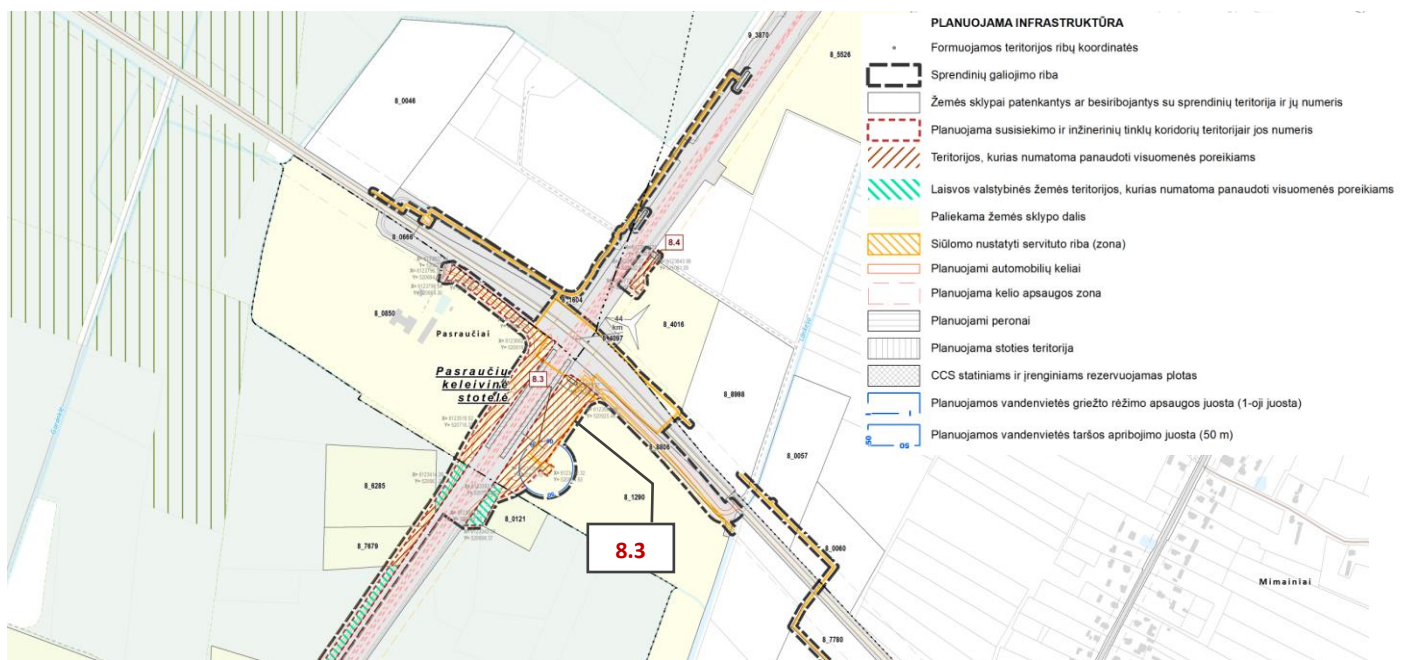 PLANUOJAMA INFRASTRUKTŪRA
Formuojamos teritorijos ribų koordinatės
Sprendinių galiojimo riba
Žemės sklypai patenkantys ar besiribojantys su sprendinių teritorija ir jų numeris
Planuojama susisiekimo ir inžinerinių tinklų koridorių teritorijair jos numeris
Teritorijos, kurias numatoma panaudoti visuomenės poreikiams
Laisvos valstybinės žemės teritorijos, kurias numatoma panaudoti visuomenės poreikiams
Paliekama žemės sklypo dalis
Siūlomo nustatyti servituto riba (zona)
Planuojami automobilių keliai
Planuojama kelio apsaugos zona
Planuojami peronai
Planuojama stoties teritorija
CCS statiniams ir įrenginiams rezervuojamas plotas
Planuojamos vandenvietės griežto rėžimo apsaugos juosta (1-oji juosta)
50
Planuojamos vandenvietės taršos apribojimo juosta (50 m)
9_3870
8_5526
8_0046
8_0666
8.4
8_0850
Pasraučiai
44
km
8_4016
Pasraučių
keleivinė
stotelė
8.3
8_8998
8_8806
8_0057
8_6285
8_1290
8_0121
8_7679
8.3
8_0060
Mimainiai
8_7780